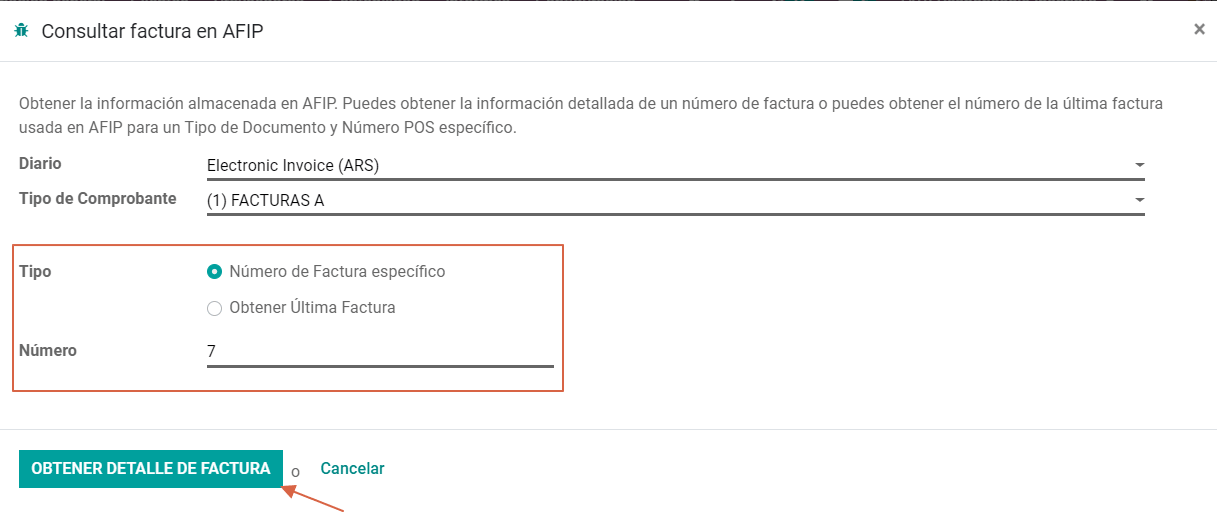 Consultar factura en AFIP
×
Obtener la información almacenada en AFIP. Puedes obtener la información detallada de un número de factura o puedes obtener el número de la última factura
usada en AFIP para un Tipo de Documento y Número POS específico.
Diario Electronic Invoice (ARS)
Tipo de Comprobante (1) FACTURAS A
Tipo Número de Factura específico
Obtener Última Factura
Número 7
OBTENER DETALLE DE FACTURA o Cancelar